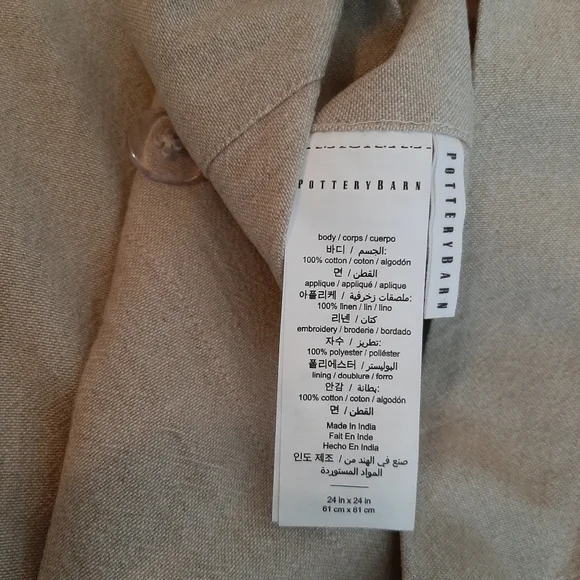 POTTERYBARN
body / corps / cuerpo
바디 / الجسم:
100% cotton / coton / algodón
면 / القطن
applique / appliqué / aplique
아플리케 / ملصقات زخرفية:
100% linen / lin / lino
리넨 / كتان
embroidery / broderie / bordado
자수 / تطريز:
100% polyester / poliéster
폴리에스터 / البوليستر
lining / doublure / forro
안감 / بطانة:
100% cotton / coton / algodón
면 / القطن
Made In India
Fait En Inde
Hecho En India
인도 제조 / صنع في الهند من
المواد المستوردة
24 in x 24 in
61 cm x 61 cm
POTTERYBARN